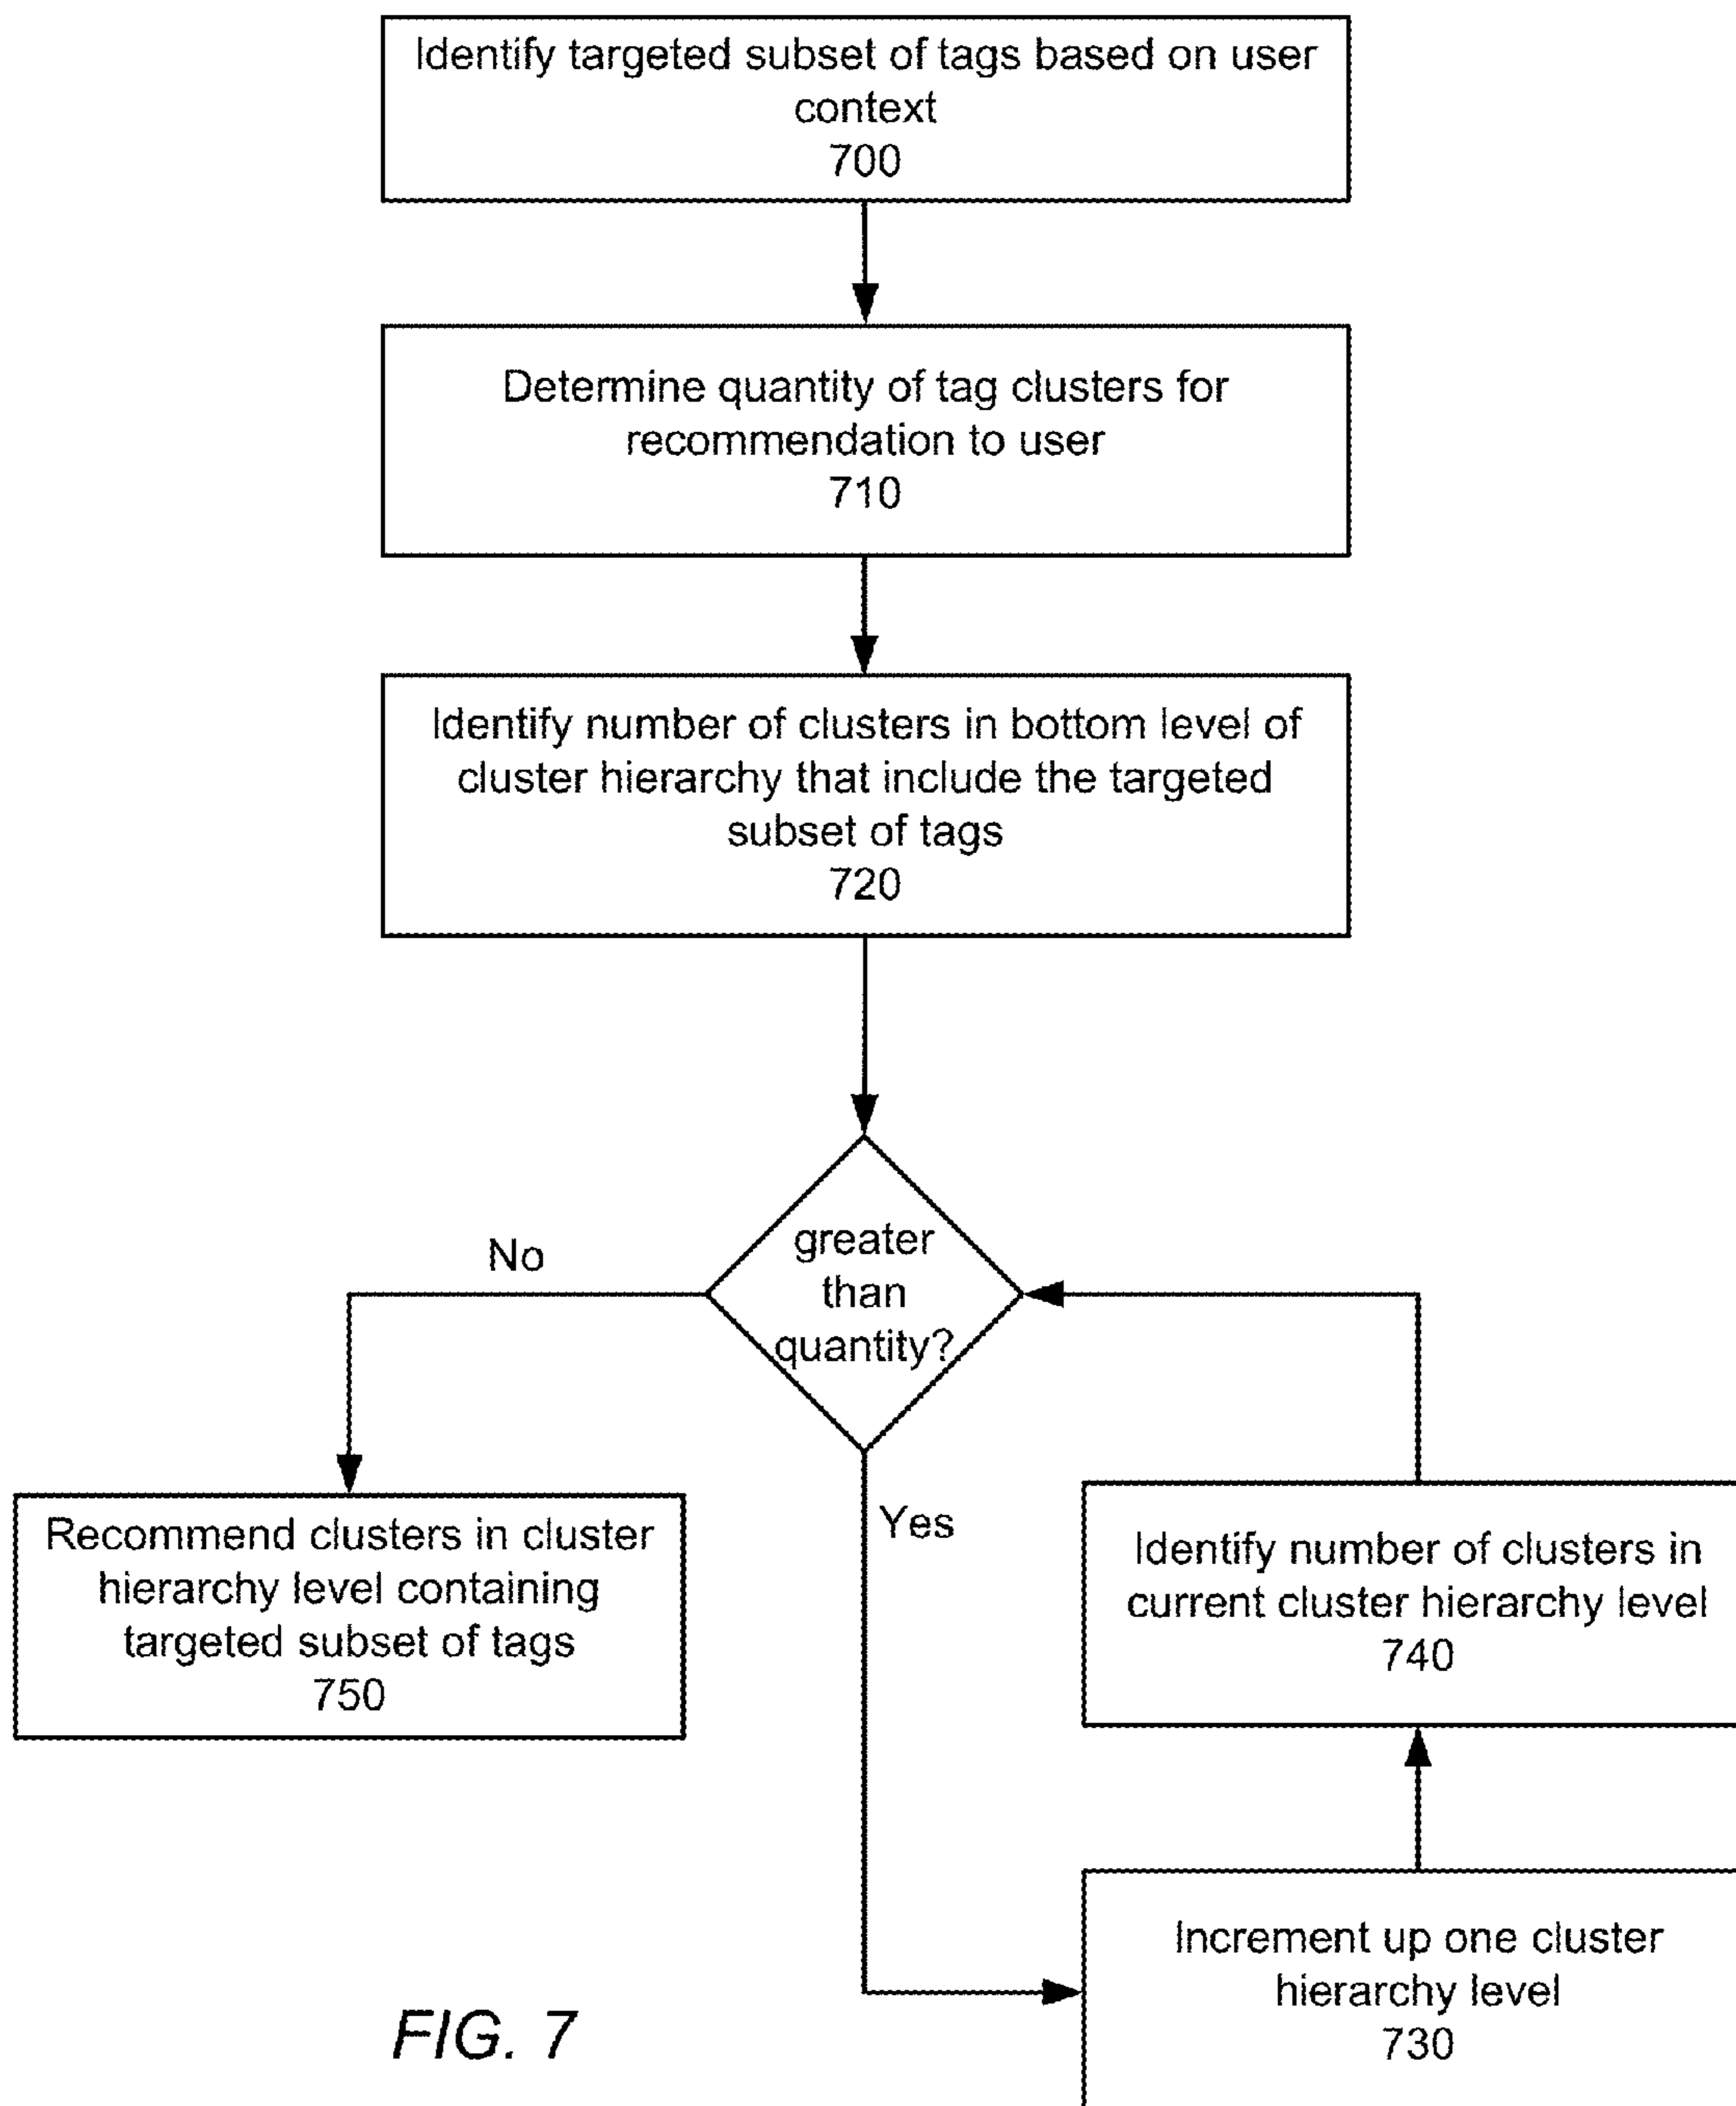 Identify targeted subset of tags based on user
context
700
Determine quantity of tag clusters for
recommendation to user
710
Identify number of clusters in bottom level of
cluster hierarchy that include the targeted
subset of tags
720
greater
than
quantity?
No
Yes
Recommend clusters in cluster
hierarchy level containing
targeted subset of tags
750
Identify number of clusters in
current cluster hierarchy level
740
Increment up one cluster
hierarchy level
730
FIG. 7